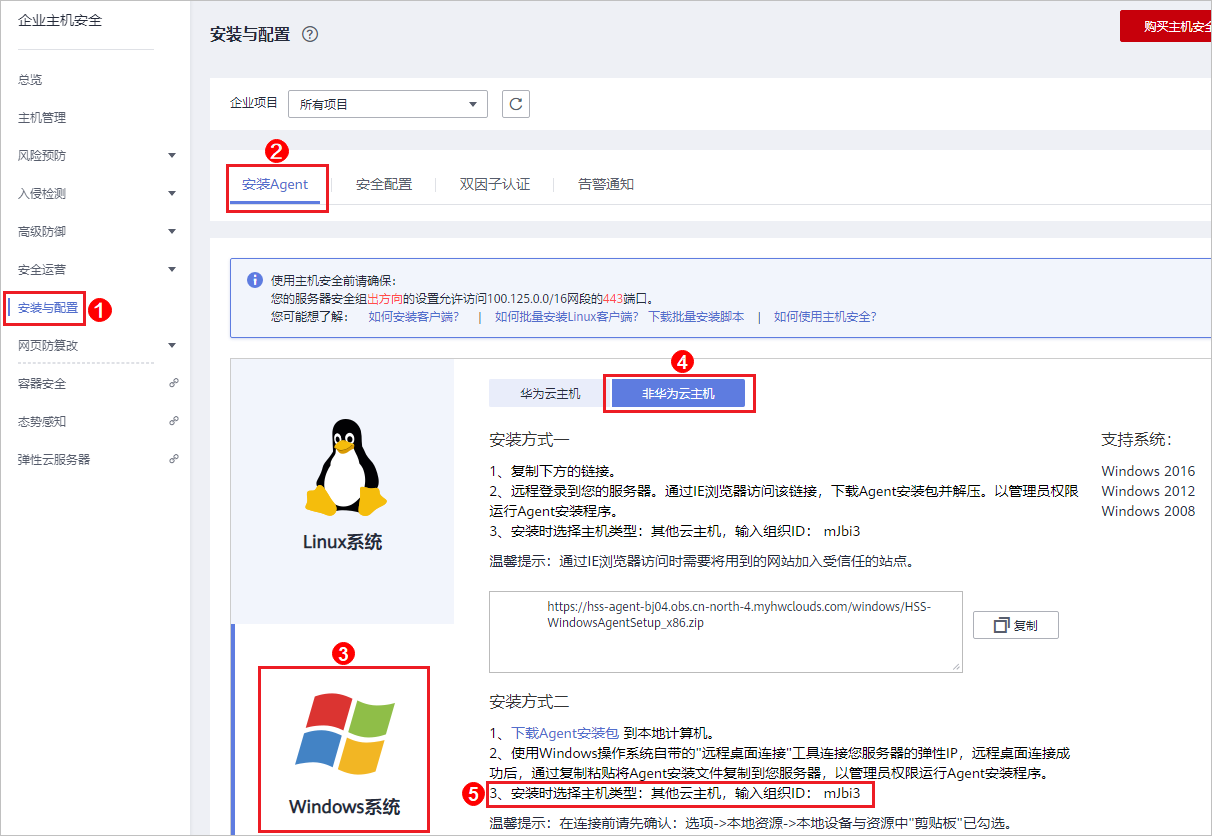 企业主机安全
总览
主机管理
风险预防
入侵检测
高级防御
安全运营
安装与配置
1
网页防篡改
容器安全
态势感知
弹性云服务器
安装与配置 ?
购买主机安全
企业项目 所有项目
2
安装Agent 安全配置 双因子认证 告警通知
使用主机安全前请确保：
您的服务器安全组出方向的设置允许访问100.125.0.0/16网段的443端口。
您可能想了解： 如何安装客户端？ | 如何批量安装Linux客户端？ 下载批量安装脚本 | 如何使用主机安全？
Linux系统
3
Windows系统
4
华为云主机 非华为云主机
安装方式一
1、复制下方的链接。
2、远程登录到您的服务器。通过IE浏览器访问该链接，下载Agent安装包并解压。以管理员权限
运行Agent安装程序。
3、安装时选择主机类型：其他云主机，输入组织ID： mJbi3
温馨提示：通过IE浏览器访问时需要将用到的网站加入受信任的站点。
https://hss-agent-bj04.obs.cn-north-4.myhwclouds.com/windows/HSS-
WindowsAgentSetup_x86.zip
复制
支持系统：
Windows 2016
Windows 2012
Windows 2008
安装方式二
1、下载Agent安装包 到本地计算机。
2、使用Windows操作系统自带的"远程桌面连接"工具连接您服务器的弹性IP，远程桌面连接成
功后，通过复制粘贴将Agent安装文件复制到您服务器，以管理员权限运行Agent安装程序。
5
3、安装时选择主机类型：其他云主机，输入组织ID： mJbi3
温馨提示：在连接前请先确认：选项->本地资源->本地设备与资源中"剪贴板"已勾选。